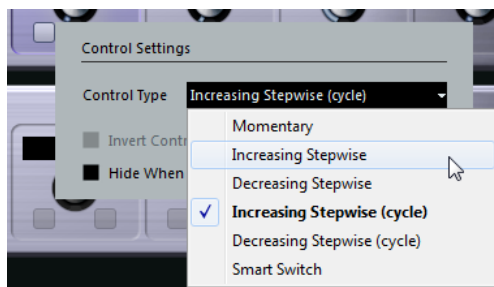 Control Settings
Control Type Increasing Stepwise (cycle)
Momentary
Invert Contr
Increasing Stepwise
Hide When
Decreasing Stepwise
Increasing Stepwise (cycle)
Decreasing Stepwise (cycle)
Smart Switch